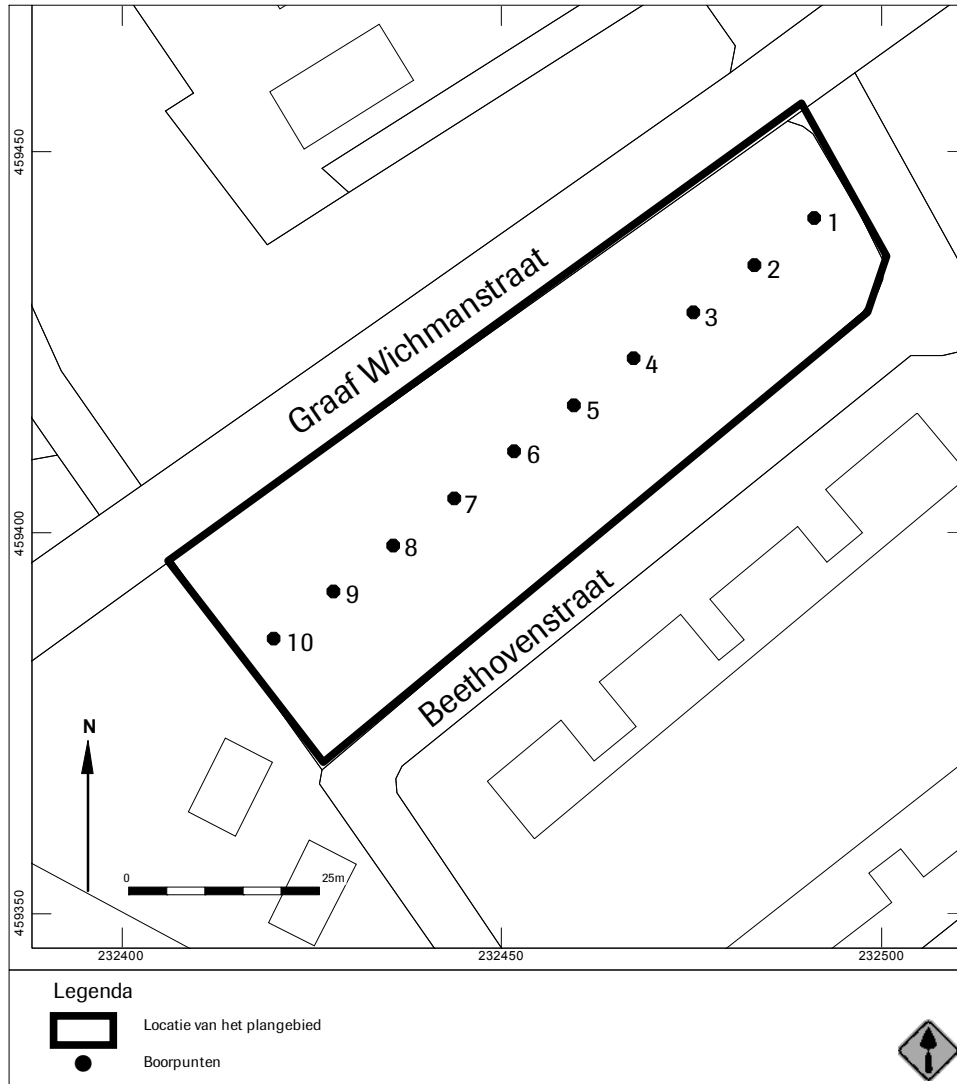 459450
1
2
3
Graaf Wichmanstraat
4
5
6
7
459400
8
9
10
Beethovenstraat
N
0 25m
459350
232400 232450 232500
Legenda
Locatie van het plangebied
Boorpunten